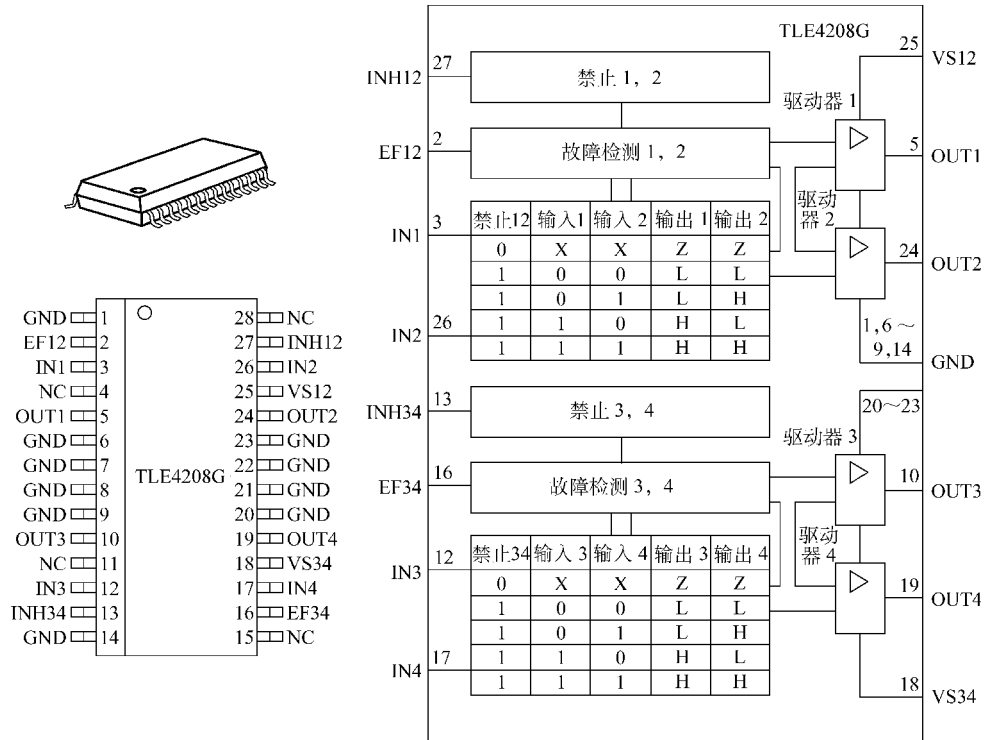 TLE4208G
INH12 27
禁止 1，2
25 VS12
驱动器 1
EF12 2
故障检测 1，2
5 OUT1
驱动
器 2
IN1 3
禁止12 输入1 输入 2 输出 1 输出 2
0 X X Z Z
1 0 0 L L
1 0 1 L H
1 1 0 H L
1 1 1 H H
24 OUT2
IN2 26
1,6～
9,14
GND
INH34 13
禁止 3，4
20～23
驱动器 3
EF34 16
故障检测 3，4
10 OUT3
驱动
器 4
IN3 12
禁止34 输入 3 输入 4 输出 3 输出 4
0 X X Z Z
1 0 0 L L
1 0 1 L H
1 1 0 H L
1 1 1 H H
19 OUT4
IN4 17
18 VS34
GND 1 28 NC
EF12 2 27 INH12
IN1 3 26 IN2
NC 4 25 VS12
OUT1 5 24 OUT2
GND 6 23 GND
GND 7 22 GND
TLE4208G
GND 8 21 GND
GND 9 20 GND
OUT3 10 19 OUT4
NC 11 18 VS34
IN3 12 17 IN4
INH34 13 16 EF34
GND 14 15 NC